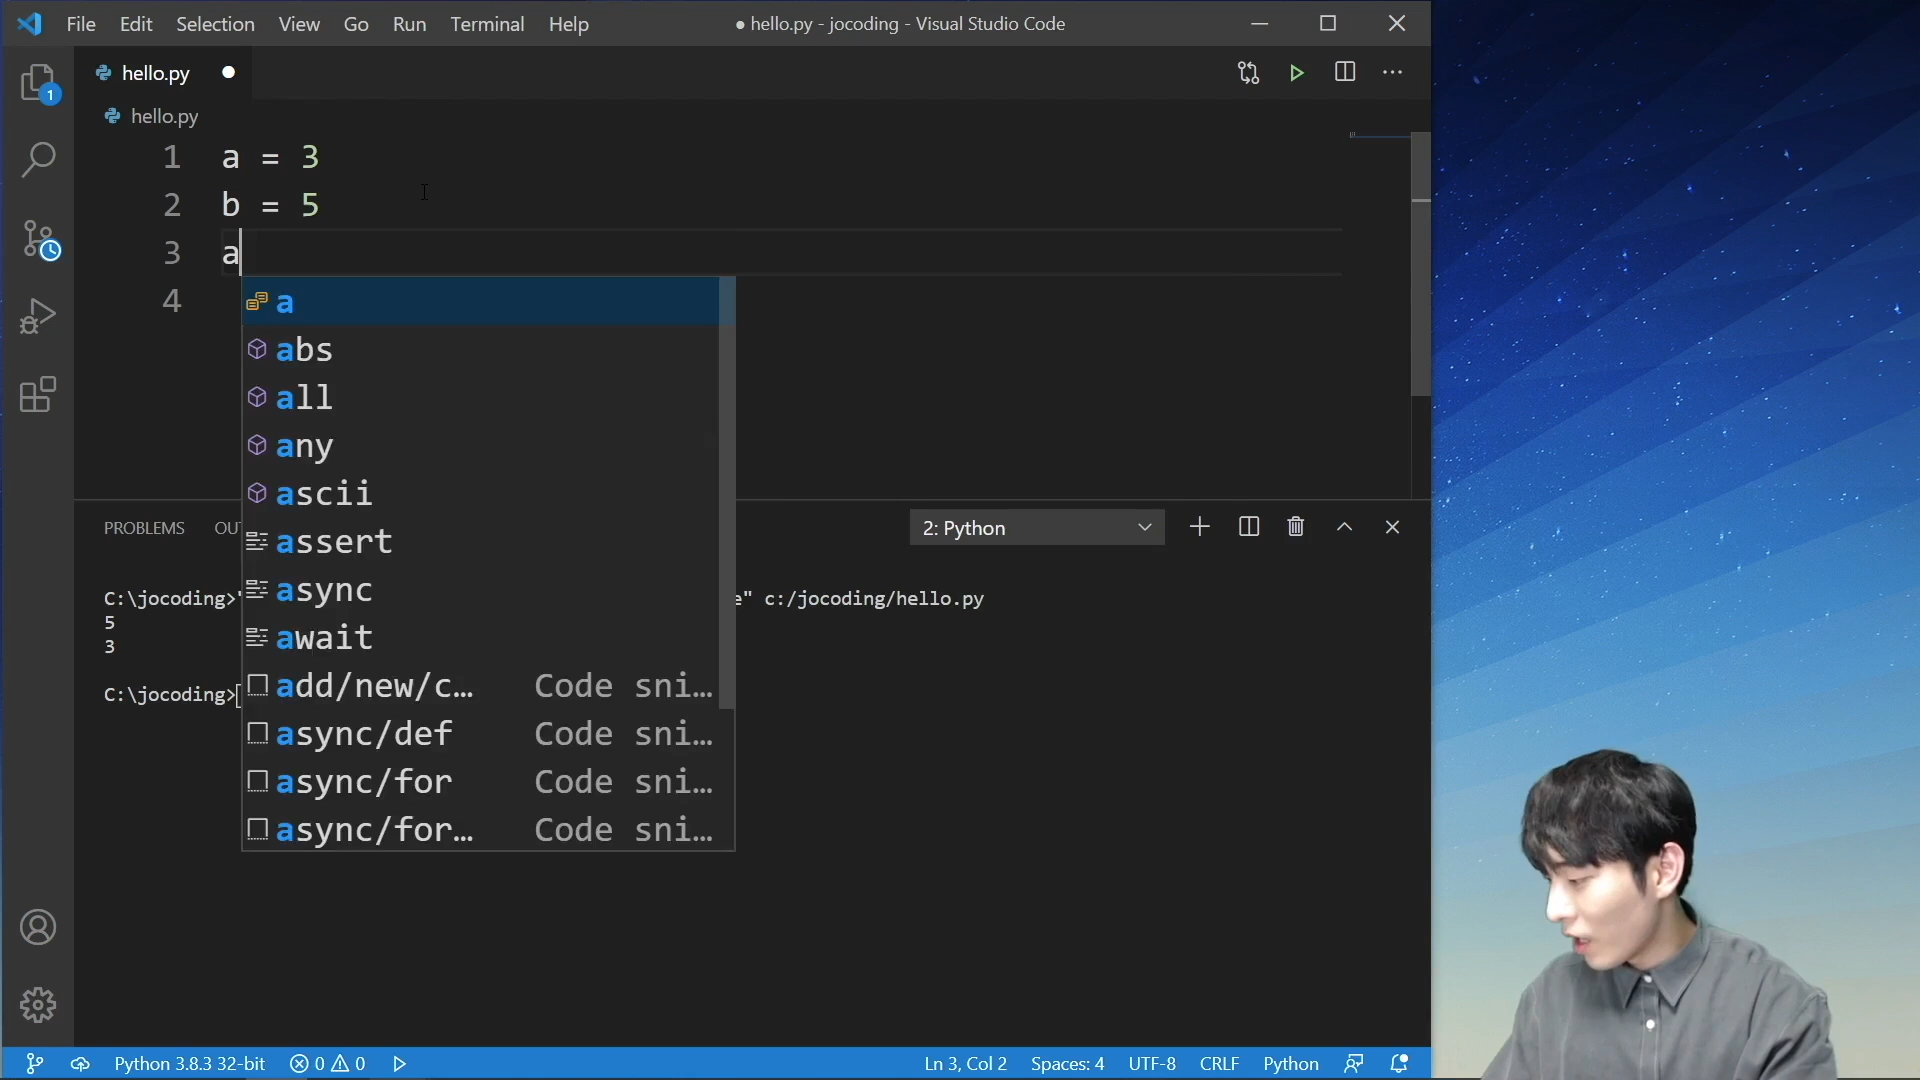 File Edit Selection View Go Run Terminal Help ● hello.py - jocoding - Visual Studio Code
hello.py
1
hello.py
1 a = 3
2 b = 5
3 a
4
a
abs
all
any
ascii
assert
async
await
add/new/c… Code sni…
async/def Code sni…
async/for Code sni…
async/for… Code sni…
PROBLEMS OU 2: Python
C:\jocoding>" e" c:/jocoding/hello.py
5
3
C:\jocoding>
Python 3.8.3 32-bit 0 0 Ln 3, Col 2 Spaces: 4 UTF-8 CRLF Python